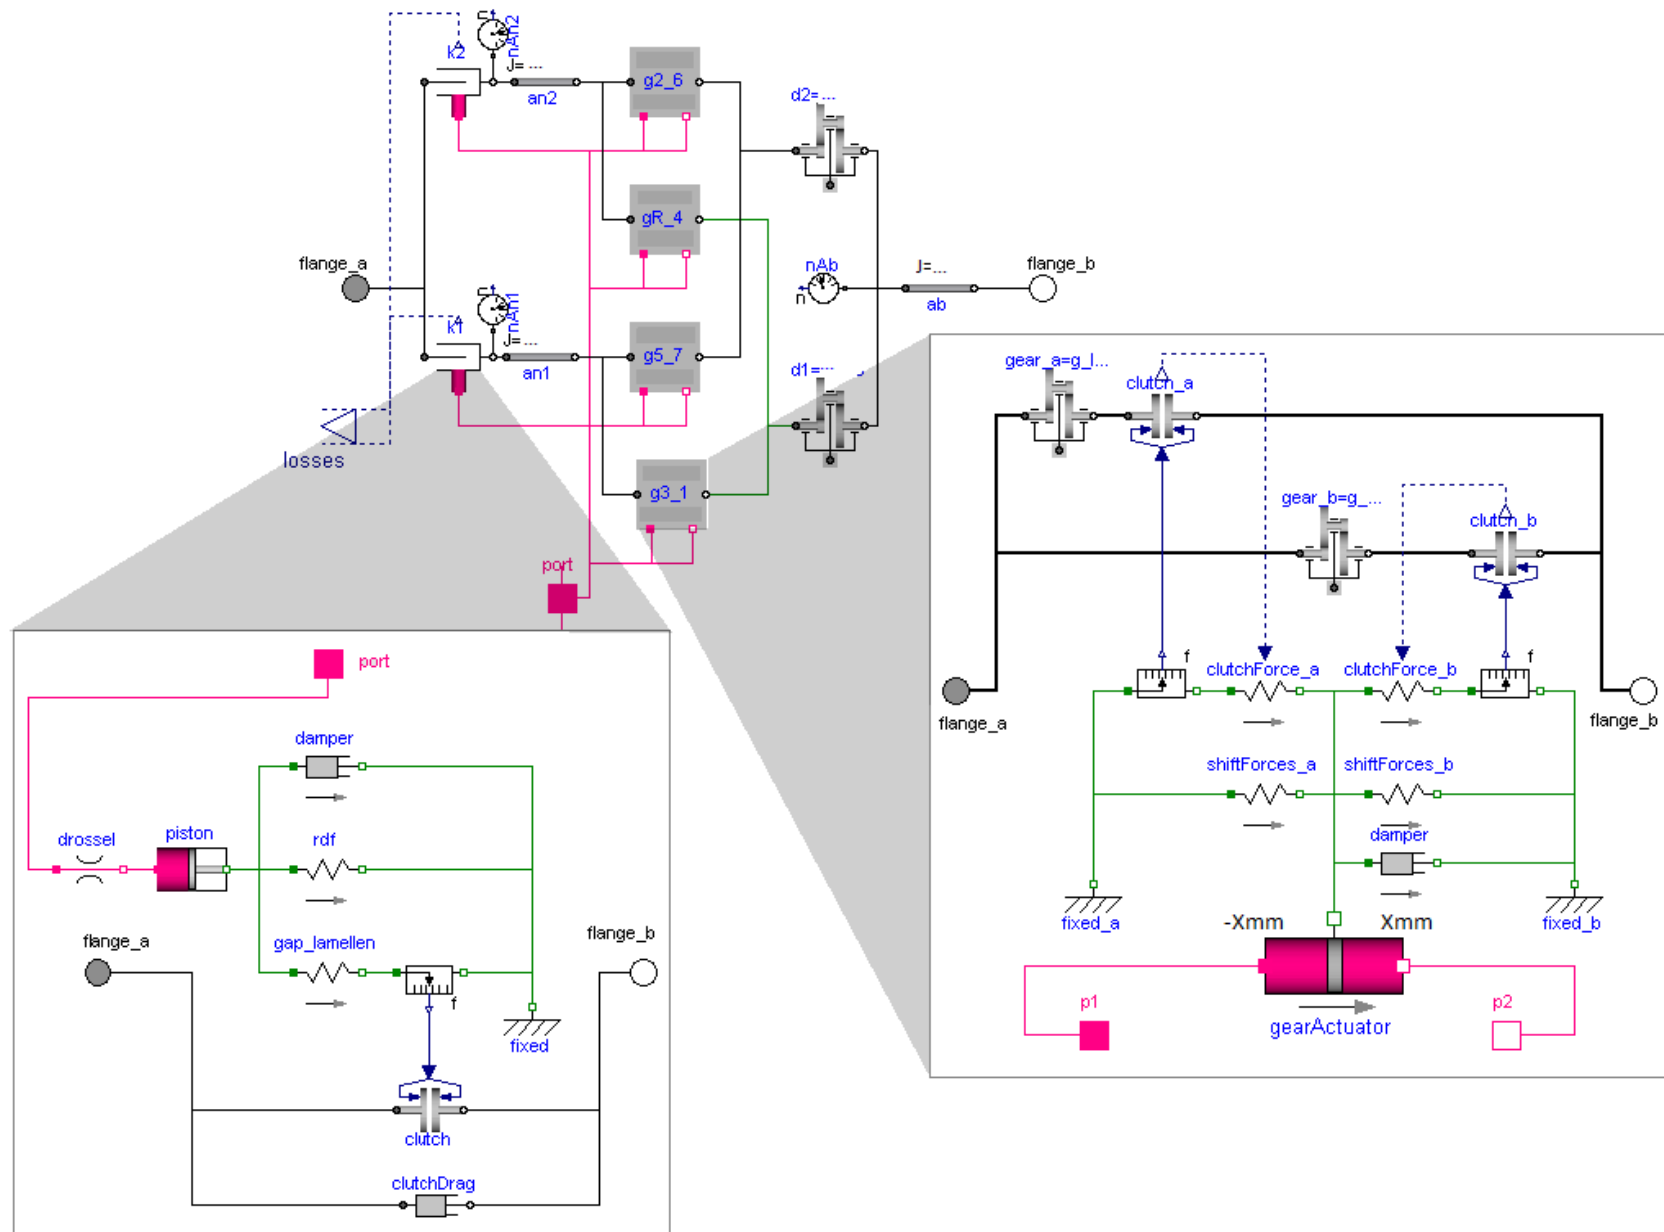 n
nAn2
k2
J=...
an2
g2_6
d2=...
gR_4
flange_a
n
nAn1
k1
J=...
an1
g5_7
nAb
n
J=...
ab
flange_b
d1=...
losses
g3_1
port
gear_a=g_l...
clutch_a
gear_b=g_...
clutch_b
f
clutchForce_a
clutchForce_b
f
flange_a
flange_b
shiftForces_a
shiftForces_b
damper
fixed_a
-Xmm
Xmm
fixed_b
p1
gearActuator
p2
port
damper
drossel
piston
rdf
flange_a
gap_lamellen
flange_b
f
fixed
clutch
clutchDrag